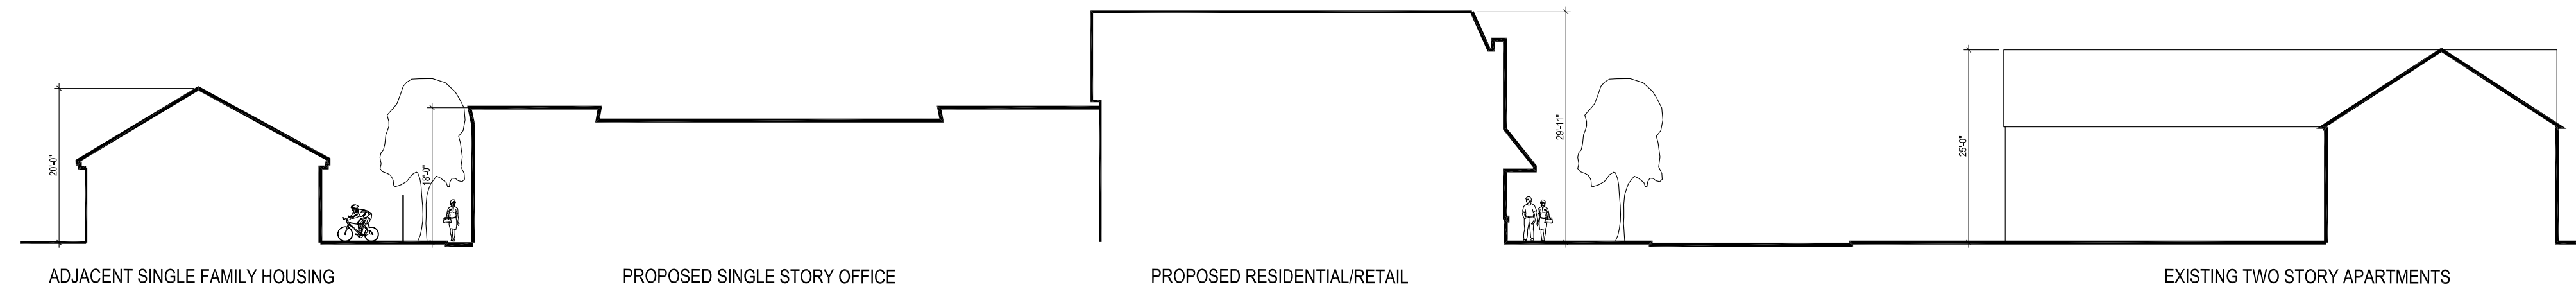 20'-0"
18'-0"
29'-11"
25'-0"
ADJACENT SINGLE FAMILY HOUSING
PROPOSED SINGLE STORY OFFICE
PROPOSED RESIDENTIAL/RETAIL
EXISTING TWO STORY APARTMENTS